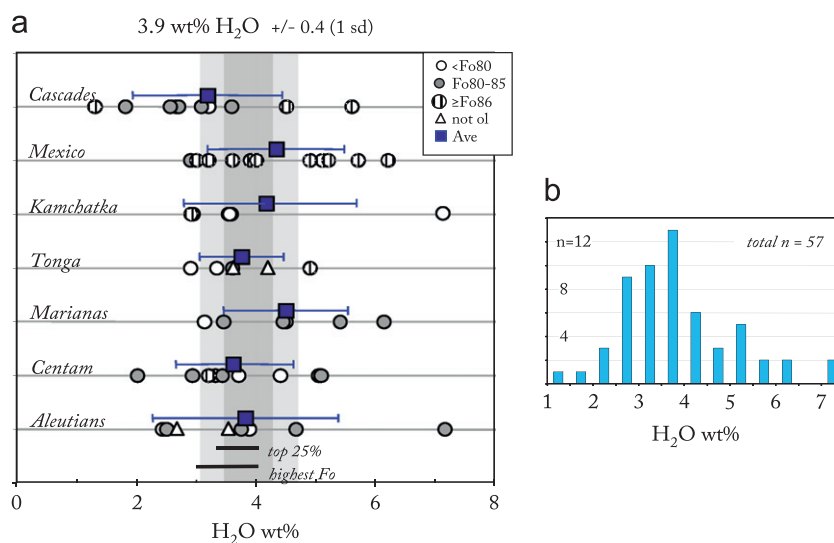 a
3.9 wt% H₂O +/- 0.4 (1 sd)
<Fo80
Fo80-85
≥Fo86
not ol
Ave
Cascades
Mexico
Kamchatka
Tonga
Marianas
Centam
Aleutians
top 25%
highest Fo
0 2 4 6 8
H₂O wt%
b
n=12 total n = 57
8
4
1 2 3 4 5 6 7
H₂O wt%